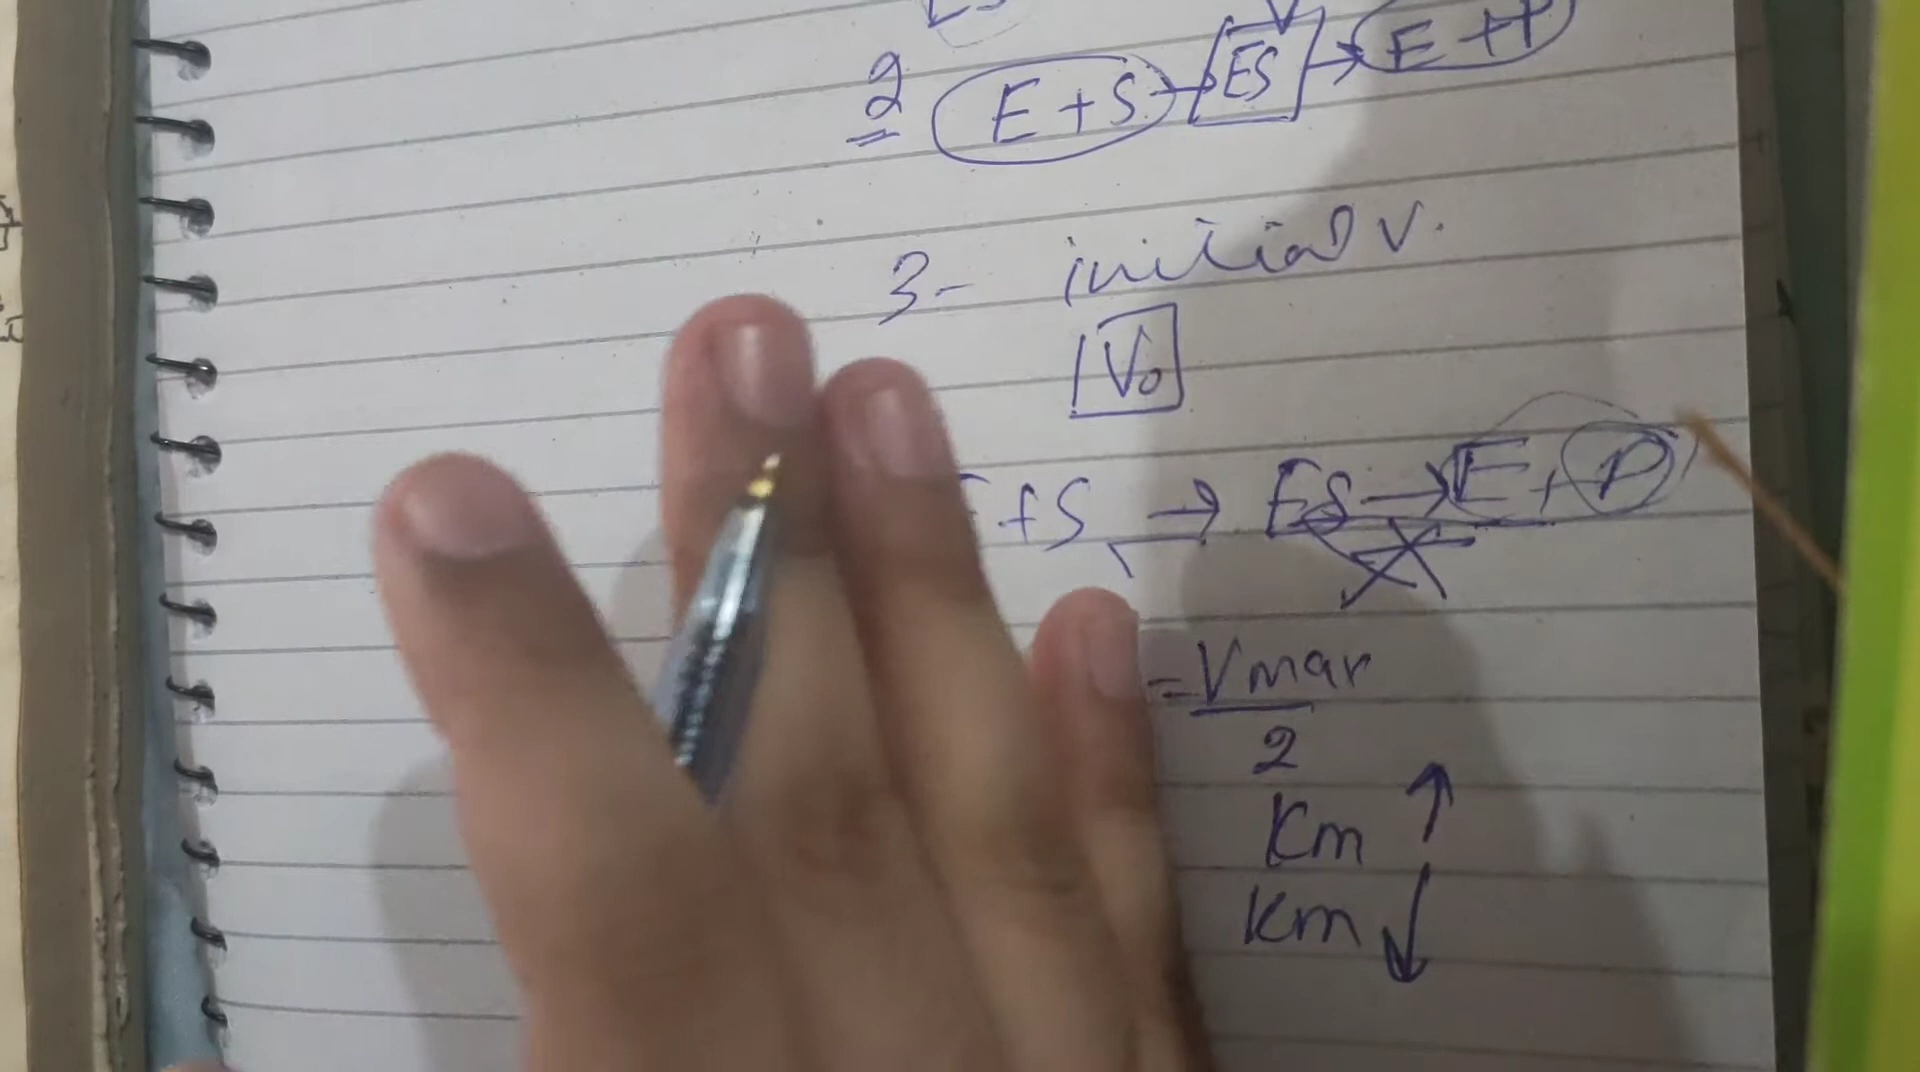 2 E+S → [ES] → E+P
3- initial V.
V₀
+S ⇌ ES → E+P
= Vmax
2
Km ↑
Km ↓